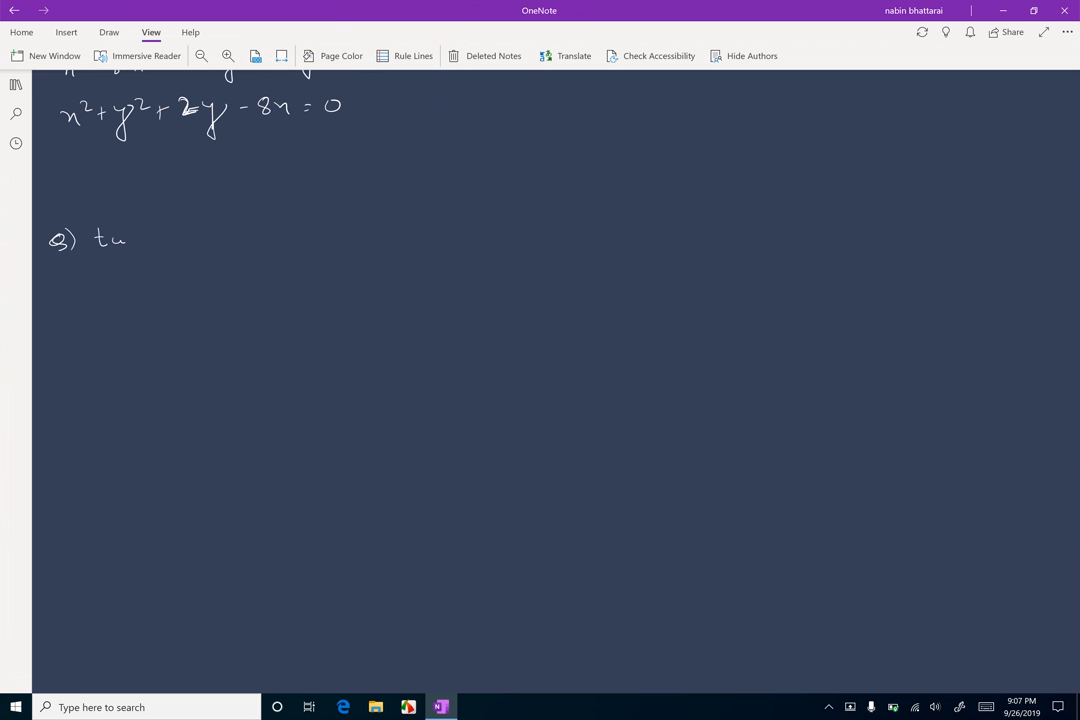 OneNote
nabin bhattarai
Home Insert Draw View Help
Share
New Window Immersive Reader Page Color Rule Lines Deleted Notes Translate Check Accessibility Hide Authors
x² + y² + 2y - 8x = 0
Q) tu
Type here to search
9:07 PM
9/26/2019